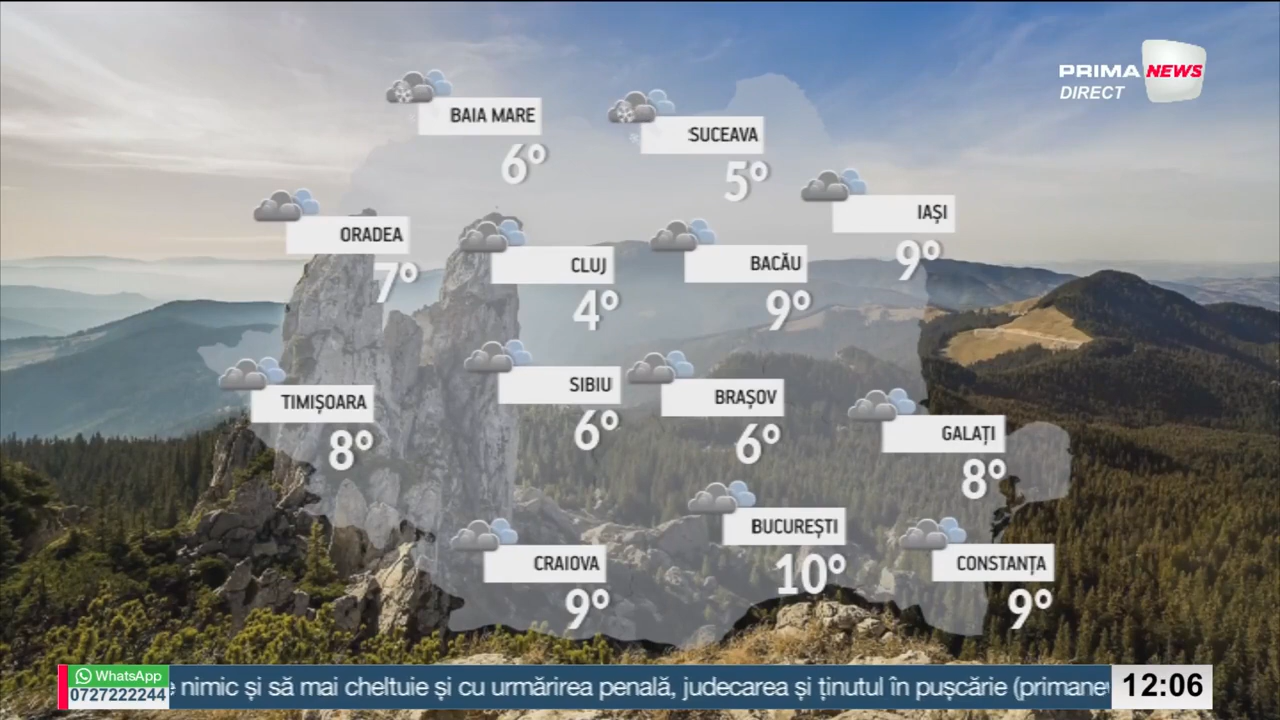 PRIMA NEWS
DIRECT
BAIA MARE
6°
SUCEAVA
5°
IAȘI
9°
ORADEA
7°
CLUJ
4°
BACĂU
9°
TIMIȘOARA
8°
SIBIU
6°
BRAȘOV
6°
GALAȚI
8°
CRAIOVA
9°
BUCUREȘTI
10°
CONSTANȚA
9°
WhatsApp
0727222244
nimic și să mai cheltuie și cu urmărirea penală, judecarea și ținutul în pușcărie (primane
12:06